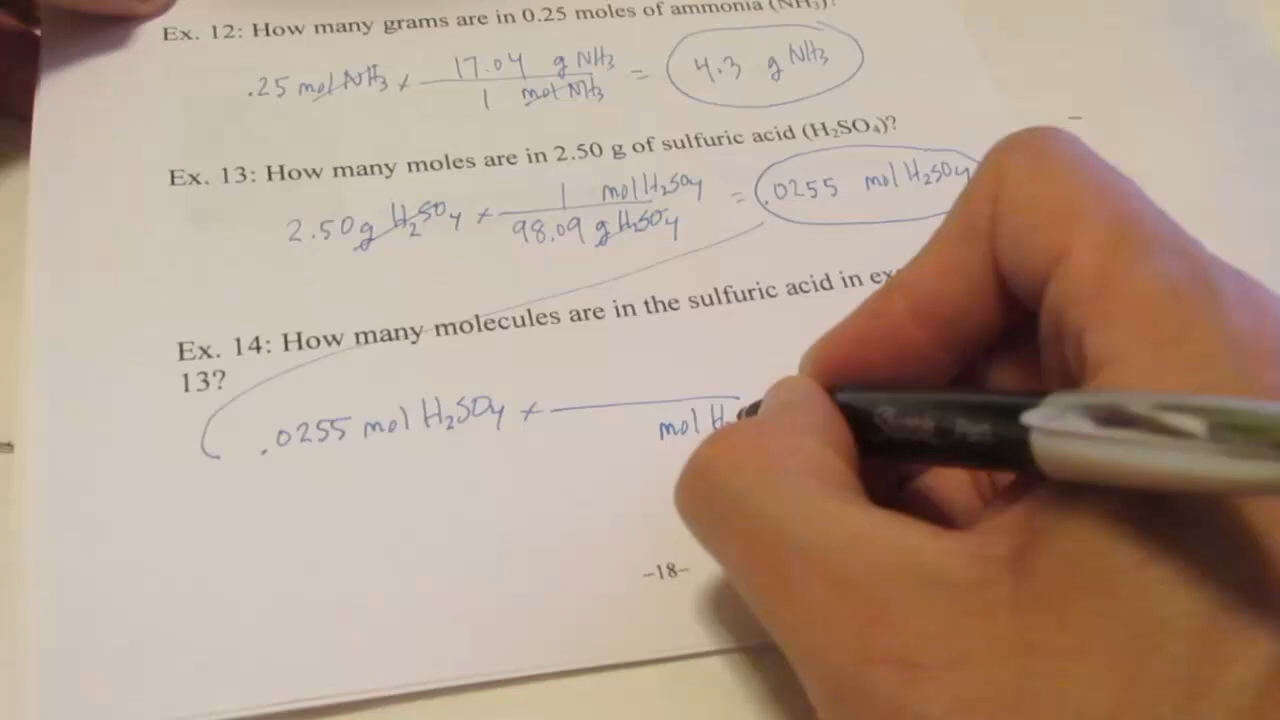 Ex. 12: How many grams are in 0.25 moles of ammonia (NH₃)?
.25 mol NH₃ × 17.04 g NH₃ / 1 mol NH₃ = 4.3 g NH₃
Ex. 13: How many moles are in 2.50 g of sulfuric acid (H₂SO₄)?
2.50 g H₂SO₄ × 1 mol H₂SO₄ / 98.09 g H₂SO₄ = .0255 mol H₂SO₄
Ex. 14: How many molecules are in the sulfuric acid in
13?
.0255 mol H₂SO₄ ×
mol H
–18–